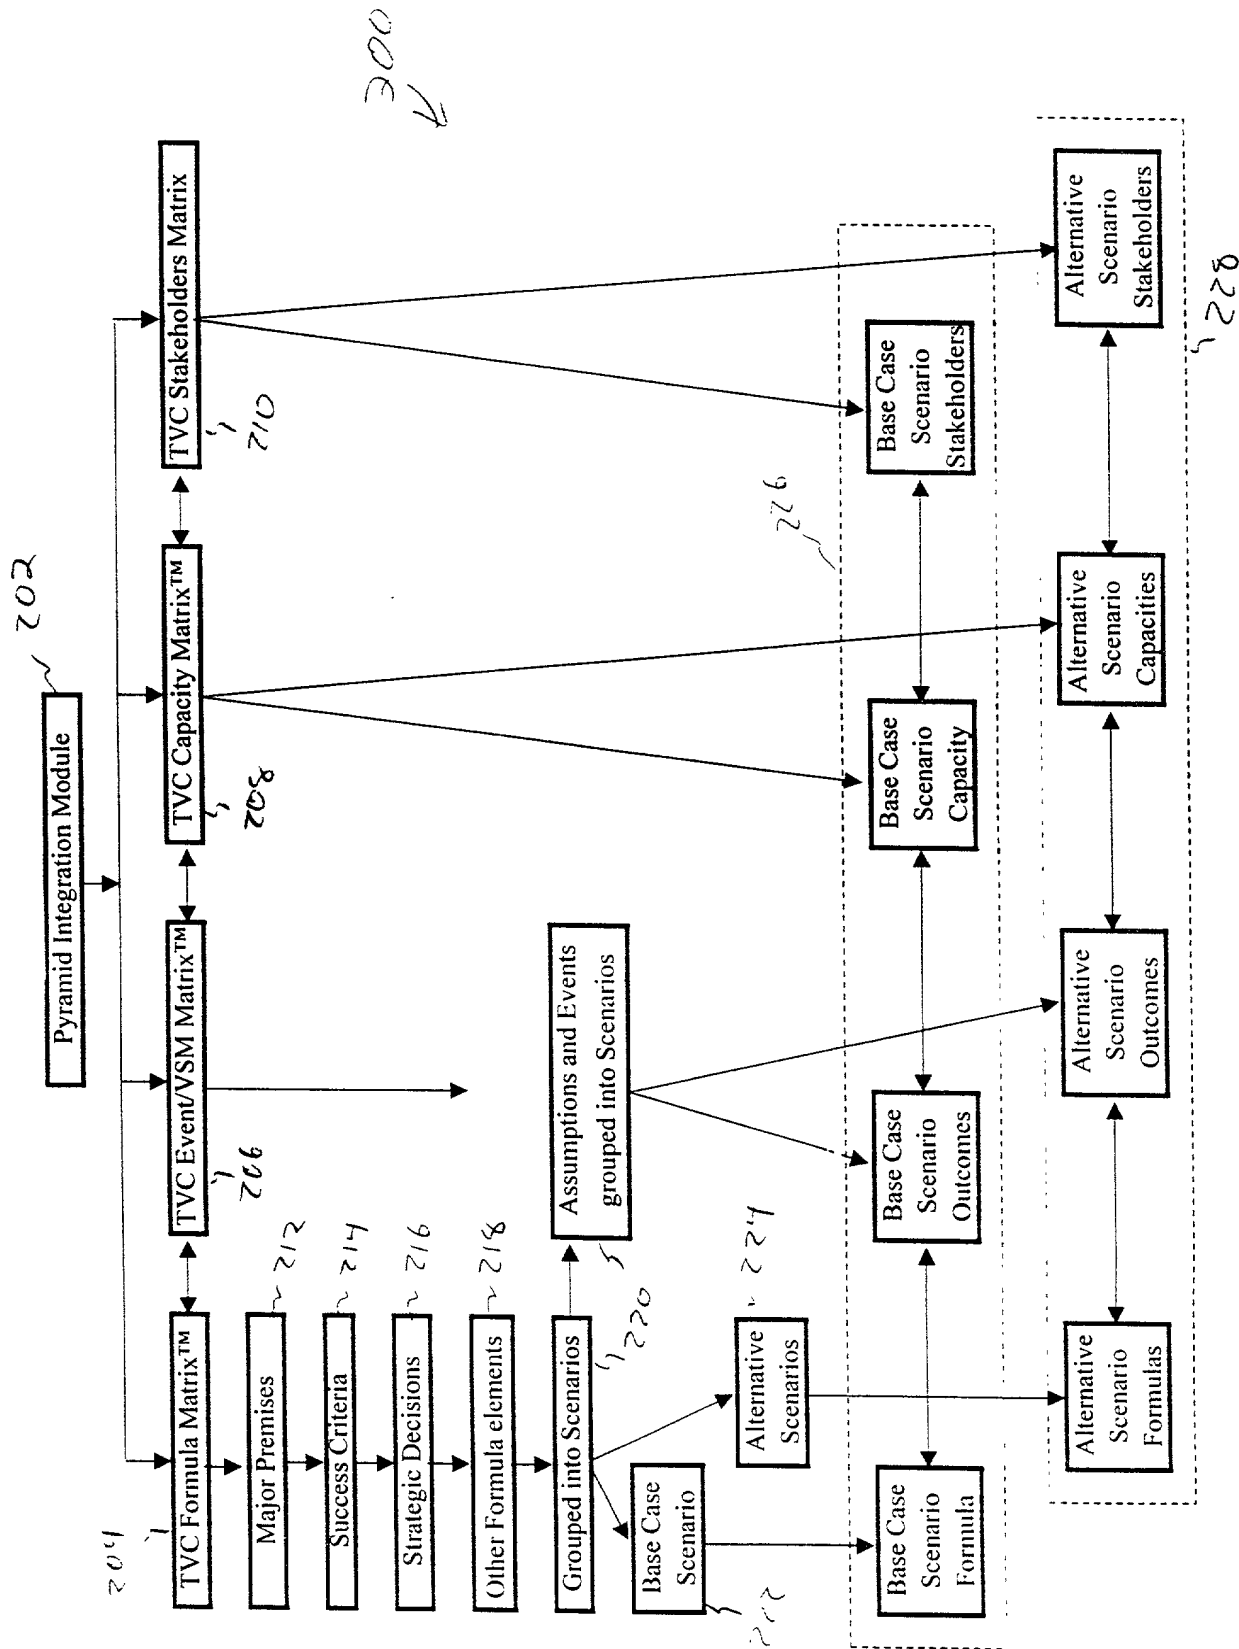 Pyramid Integration Module
202
204
TVC Formula Matrix™
TVC Event/VSM Matrix™
TVC Capacity Matrix™
TVC Stakeholders Matrix
206
208
210
Major Premises
212
Success Criteria
214
Strategic Decisions
216
Other Formula elements
218
Grouped into Scenarios
220
Assumptions and Events
grouped into Scenarios
Base Case
Scenario
222
Alternative
Scenarios
224
226
Base Case
Scenario
Formula
Base Case
Scenario
Outcomes
Base Case
Scenario
Capacity
Base Case
Scenario
Stakeholders
Alternative
Scenario
Formulas
Alternative
Scenario
Outcomes
Alternative
Scenario
Capacities
Alternative
Scenario
Stakeholders
228